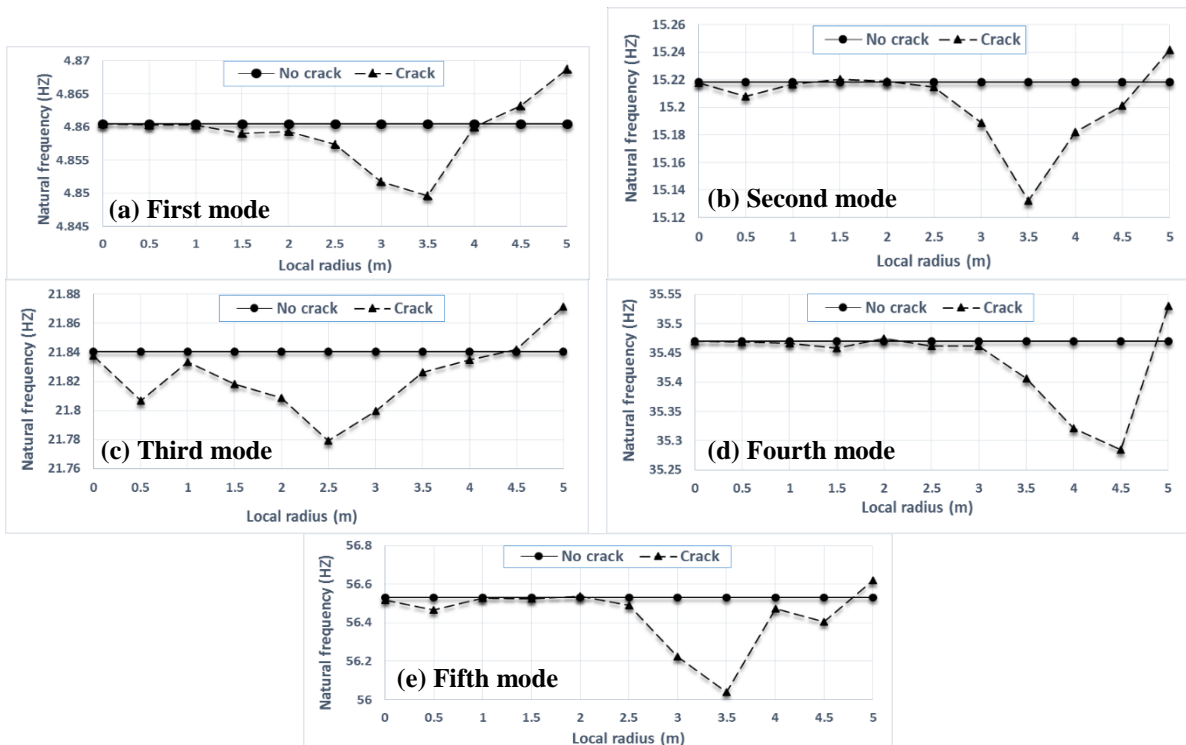 Natural frequency (HZ)
4.87
4.865
4.86
4.855
4.85
4.845
No crack Crack
(a) First mode
0 0.5 1 1.5 2 2.5 3 3.5 4 4.5 5
Local radius (m)
Natural frequency (HZ)
15.26
15.24
15.22
15.2
15.18
15.16
15.14
15.12
No crack Crack
(b) Second mode
0 0.5 1 1.5 2 2.5 3 3.5 4 4.5 5
Local radius (m)
Natural frequency (HZ)
21.88
21.86
21.84
21.82
21.8
21.78
21.76
No crack Crack
(c) Third mode
0 0.5 1 1.5 2 2.5 3 3.5 4 4.5 5
Local radius (m)
Natural frequency (HZ)
35.55
35.5
35.45
35.4
35.35
35.3
35.25
No crack Crack
(d) Fourth mode
0 0.5 1 1.5 2 2.5 3 3.5 4 4.5 5
Local radius (m)
Natural frequency (HZ)
56.8
56.6
56.4
56.2
56
No crack Crack
(e) Fifth mode
0 0.5 1 1.5 2 2.5 3 3.5 4 4.5 5
Local radius (m)